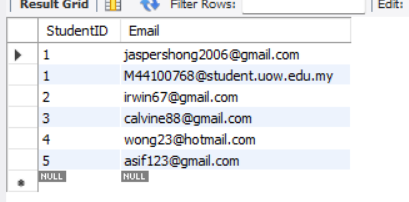 Result Grid Filter Rows: Edit:
StudentID Email
1 jaspershong2006@gmail.com
1 M44100768@student.uow.edu.my
2 irwin67@gmail.com
3 calvine88@gmail.com
4 wong23@hotmail.com
5 asif123@gmail.com
NULL NULL